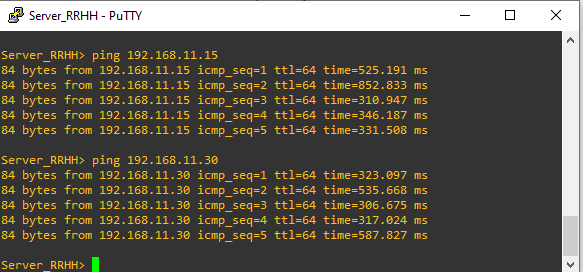 Server_RRHH - PuTTY
Server_RRHH> ping 192.168.11.15
84 bytes from 192.168.11.15 icmp_seq=1 ttl=64 time=525.191 ms
84 bytes from 192.168.11.15 icmp_seq=2 ttl=64 time=852.833 ms
84 bytes from 192.168.11.15 icmp_seq=3 ttl=64 time=310.947 ms
84 bytes from 192.168.11.15 icmp_seq=4 ttl=64 time=346.187 ms
84 bytes from 192.168.11.15 icmp_seq=5 ttl=64 time=331.508 ms
Server_RRHH> ping 192.168.11.30
84 bytes from 192.168.11.30 icmp_seq=1 ttl=64 time=323.097 ms
84 bytes from 192.168.11.30 icmp_seq=2 ttl=64 time=535.668 ms
84 bytes from 192.168.11.30 icmp_seq=3 ttl=64 time=306.675 ms
84 bytes from 192.168.11.30 icmp_seq=4 ttl=64 time=317.024 ms
84 bytes from 192.168.11.30 icmp_seq=5 ttl=64 time=587.827 ms
Server_RRHH>